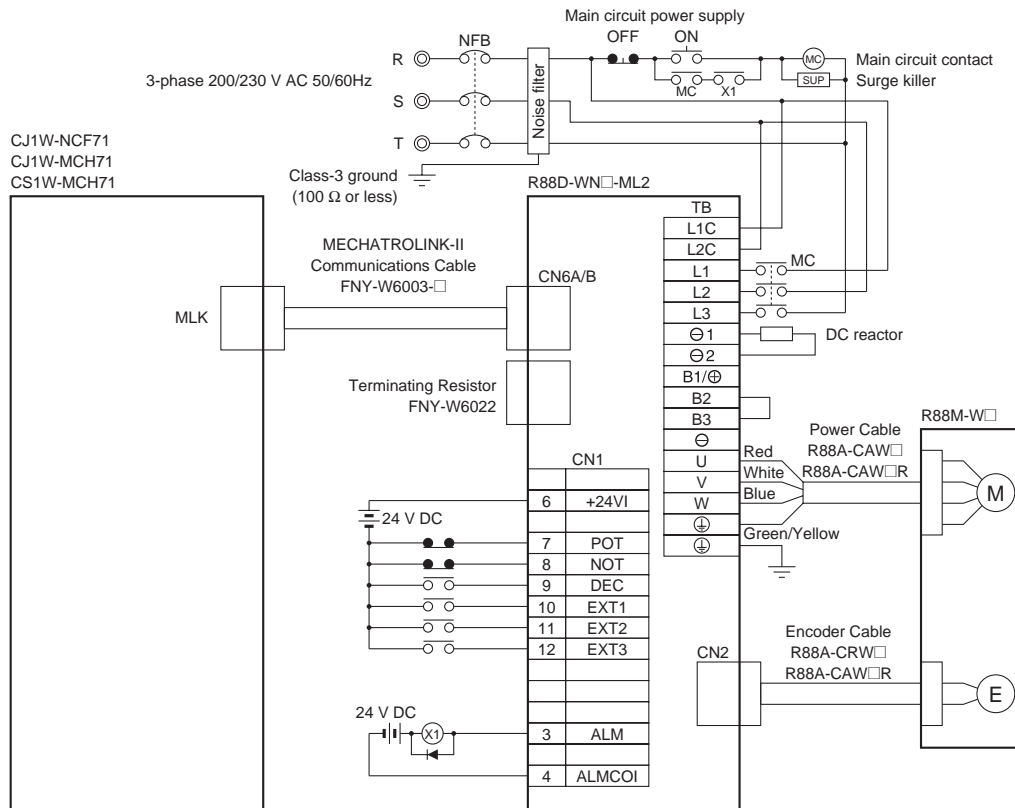 Main circuit power supply
OFF
ON
NFB
R
S
T
3-phase 200/230 V AC 50/60Hz
Noise filter
MC
X1
MC
SUP
Main circuit contact
Surge killer
Class-3 ground
(100 Ω or less)
CJ1W-NCF71
CJ1W-MCH71
CS1W-MCH71
R88D-WN□-ML2
MECHATROLINK-II
Communications Cable
FNY-W6003-□
MLK
CN6A/B
Terminating Resistor
FNY-W6022
TB
L1C
L2C
L1
L2
L3
⊖1
⊖2
B1/⊕
B2
B3
⊖
U
V
W
MC
DC reactor
Red
White
Blue
Green/Yellow
Power Cable
R88A-CAW□
R88A-CAW□R
R88M-W□
M
CN1
24 V DC
6 +24VI
7 POT
8 NOT
9 DEC
10 EXT1
11 EXT2
12 EXT3
24 V DC
X1
3 ALM
4 ALMCOI
CN2
Encoder Cable
R88A-CRW□
R88A-CAW□R
E